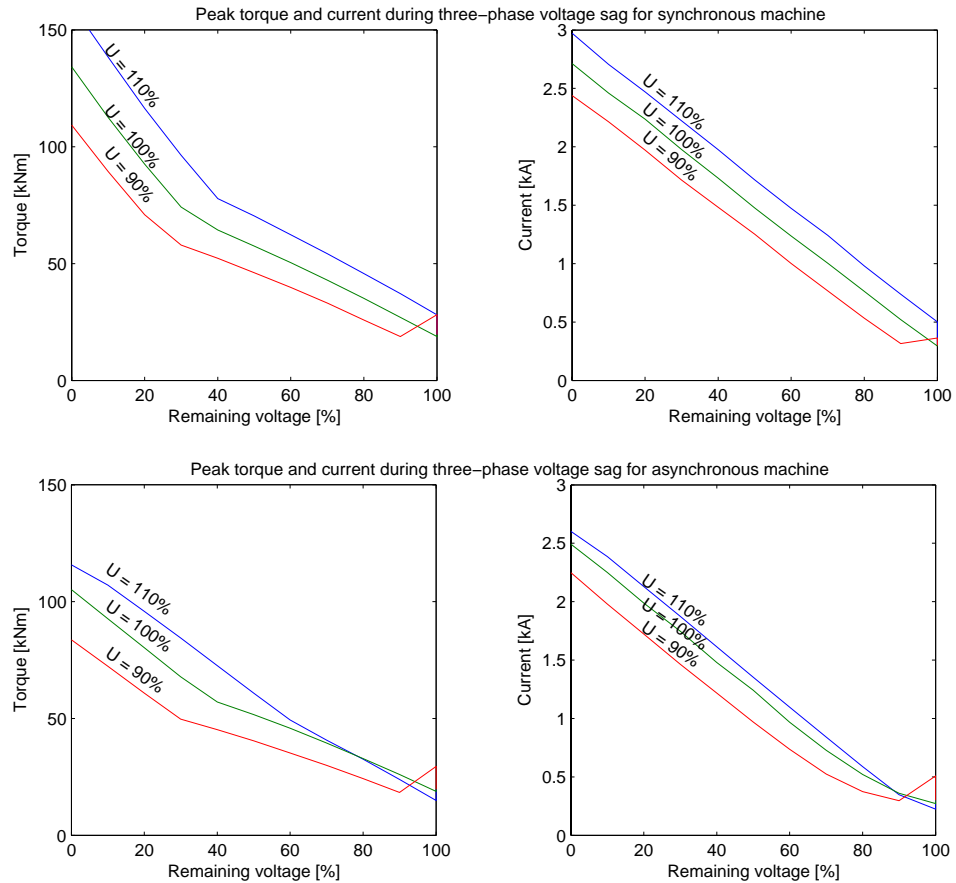 Peak torque and current during three−phase voltage sag for synchronous machine
150
100
50
0
Torque [kNm]
U = 110%
U = 100%
U = 90%
0 20 40 60 80 100
Remaining voltage [%]
3
2.5
2
1.5
1
0.5
0
Current [kA]
U = 110%
U = 100%
U = 90%
0 20 40 60 80 100
Remaining voltage [%]
Peak torque and current during three−phase voltage sag for asynchronous machine
150
100
50
0
Torque [kNm]
U = 110%
U = 100%
U = 90%
0 20 40 60 80 100
Remaining voltage [%]
3
2.5
2
1.5
1
0.5
0
Current [kA]
U = 110%
U = 100%
U = 90%
0 20 40 60 80 100
Remaining voltage [%]